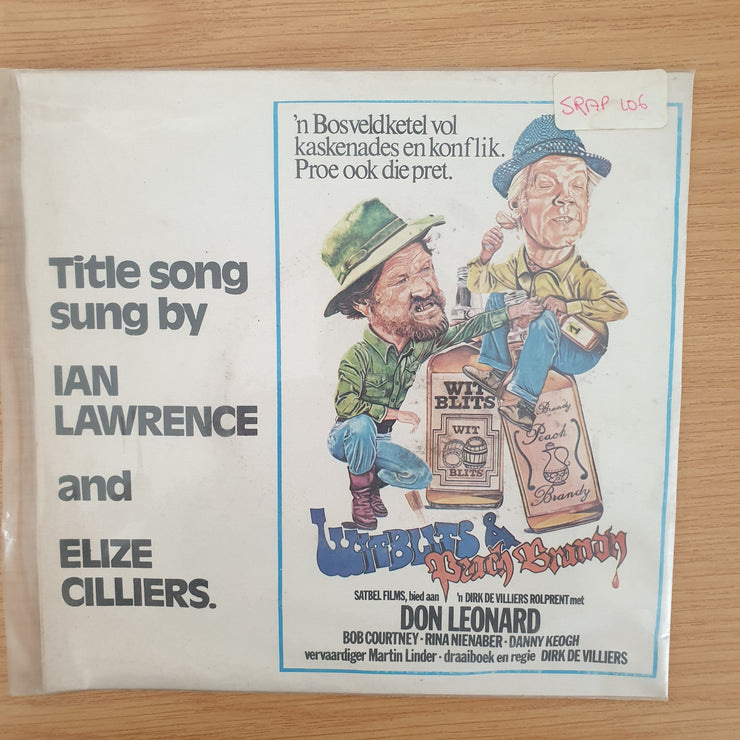 SRAP 106
'n Bosveldketel vol
kaskenades en konflik.
Proe ook die pret.
Title song
sung by
IAN
LAWRENCE
and
ELIZE
CILLIERS.
WIT
BLITS
WIT
BLITS
1
Brandy
Peach
Brandy
WITBLITS &
Peach Brandy
SATBEL FILMS, bied aan 'n DIRK DE VILLIERS ROLPRENT met
DON LEONARD
BOB COURTNEY · RINA NIENABER · DANNY KEOGH
vervaardiger Martin Linder · draaiboek en regie DIRK DE VILLIERS